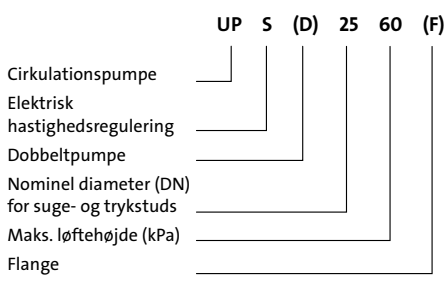 UP S (D) 25 60 (F)
Cirkulationspumpe
Elektrisk
hastighedsregulering
Dobbeltpumpe
Nominel diameter (DN)
for suge- og trykstuds
Maks. løftehøjde (kPa)
Flange